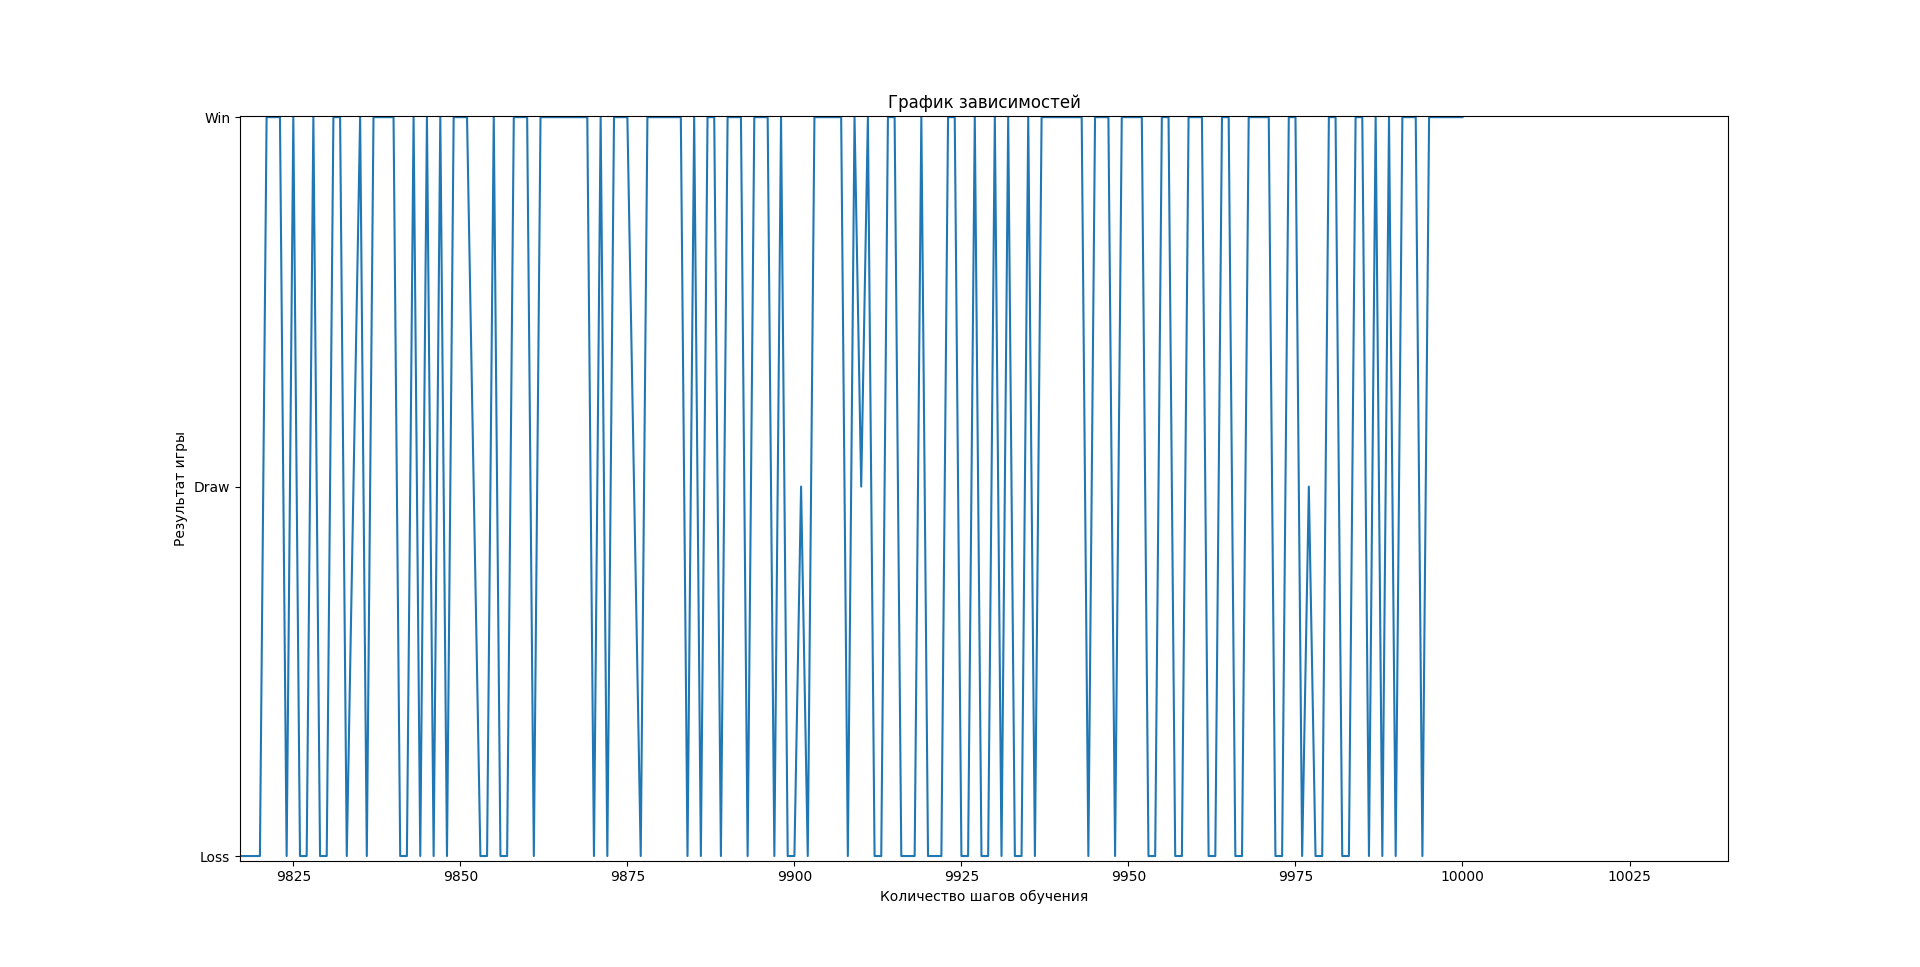 График зависимостей
Win
Draw
Loss
Результат игры
9825 9850 9875 9900 9925 9950 9975 10000 10025
Количество шагов обучения